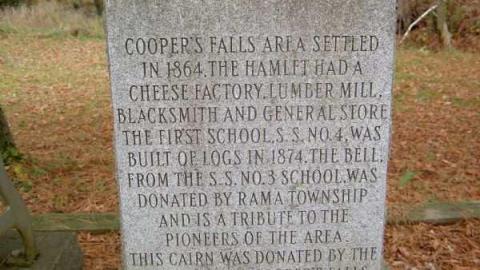 COOPER'S FALLS AREA SETTLED
IN 1864. THE HAMLET HAD A
CHEESE FACTORY, LUMBER MILL,
BLACKSMITH AND GENERAL STORE
THE FIRST SCHOOL, S.S. NO. 4, WAS
BUILT OF LOGS IN 1874. THE BELL,
FROM THE S.S. NO. 3 SCHOOL, WAS
DONATED BY RAMA TOWNSHIP
AND IS A TRIBUTE TO THE
PIONEERS OF THE AREA.
THIS CAIRN WAS DONATED BY THE